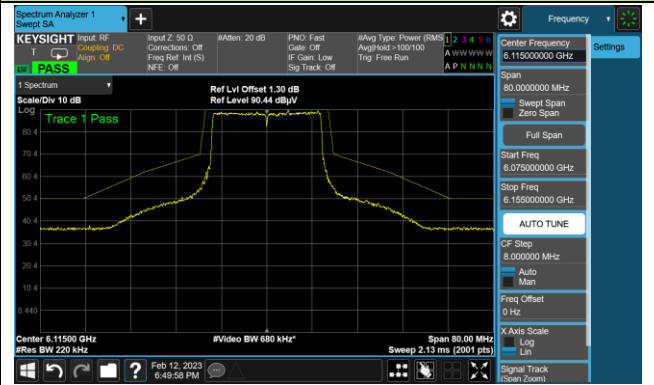 Spectrum Analyzer 1
Swept SA
Frequency
KEYSIGHT Input: RF Input Z: 50 Ω #Atten: 20 dB PNO: Fast #Avg Type: Power (RMS 1 2 3 4 5 6
Coupling: DC Corrections: Off Gate: Off Avg|Hold:>100/100
Align: Off Freq Ref: Int (S) IF Gain: Low Trig: Free Run A W W W W W
NFE: Off Sig Track: Off A P N N N N
T
PASS
Center Frequency
6.115000000 GHz
Settings
Span
80.0000000 MHz
Swept Span
Zero Span
Full Span
Start Freq
6.075000000 GHz
Stop Freq
6.155000000 GHz
AUTO TUNE
CF Step
8.000000 MHz
Auto
Man
Freq Offset
0 Hz
X Axis Scale
Log
Lin
Signal Track
(Span Zoom)
1 Spectrum
Scale/Div 10 dB
Ref Lvl Offset 1.30 dB
Ref Level 90.44 dBµV
Log
Trace 1 Pass
80.4
70.4
60.4
50.4
40.4
30.4
20.4
10.4
0.440
Center 6.11500 GHz #Video BW 680 kHz* Span 80.00 MHz
#Res BW 220 kHz Sweep 2.13 ms (2001 pts)
Feb 12, 2023
6:49:58 PM
?